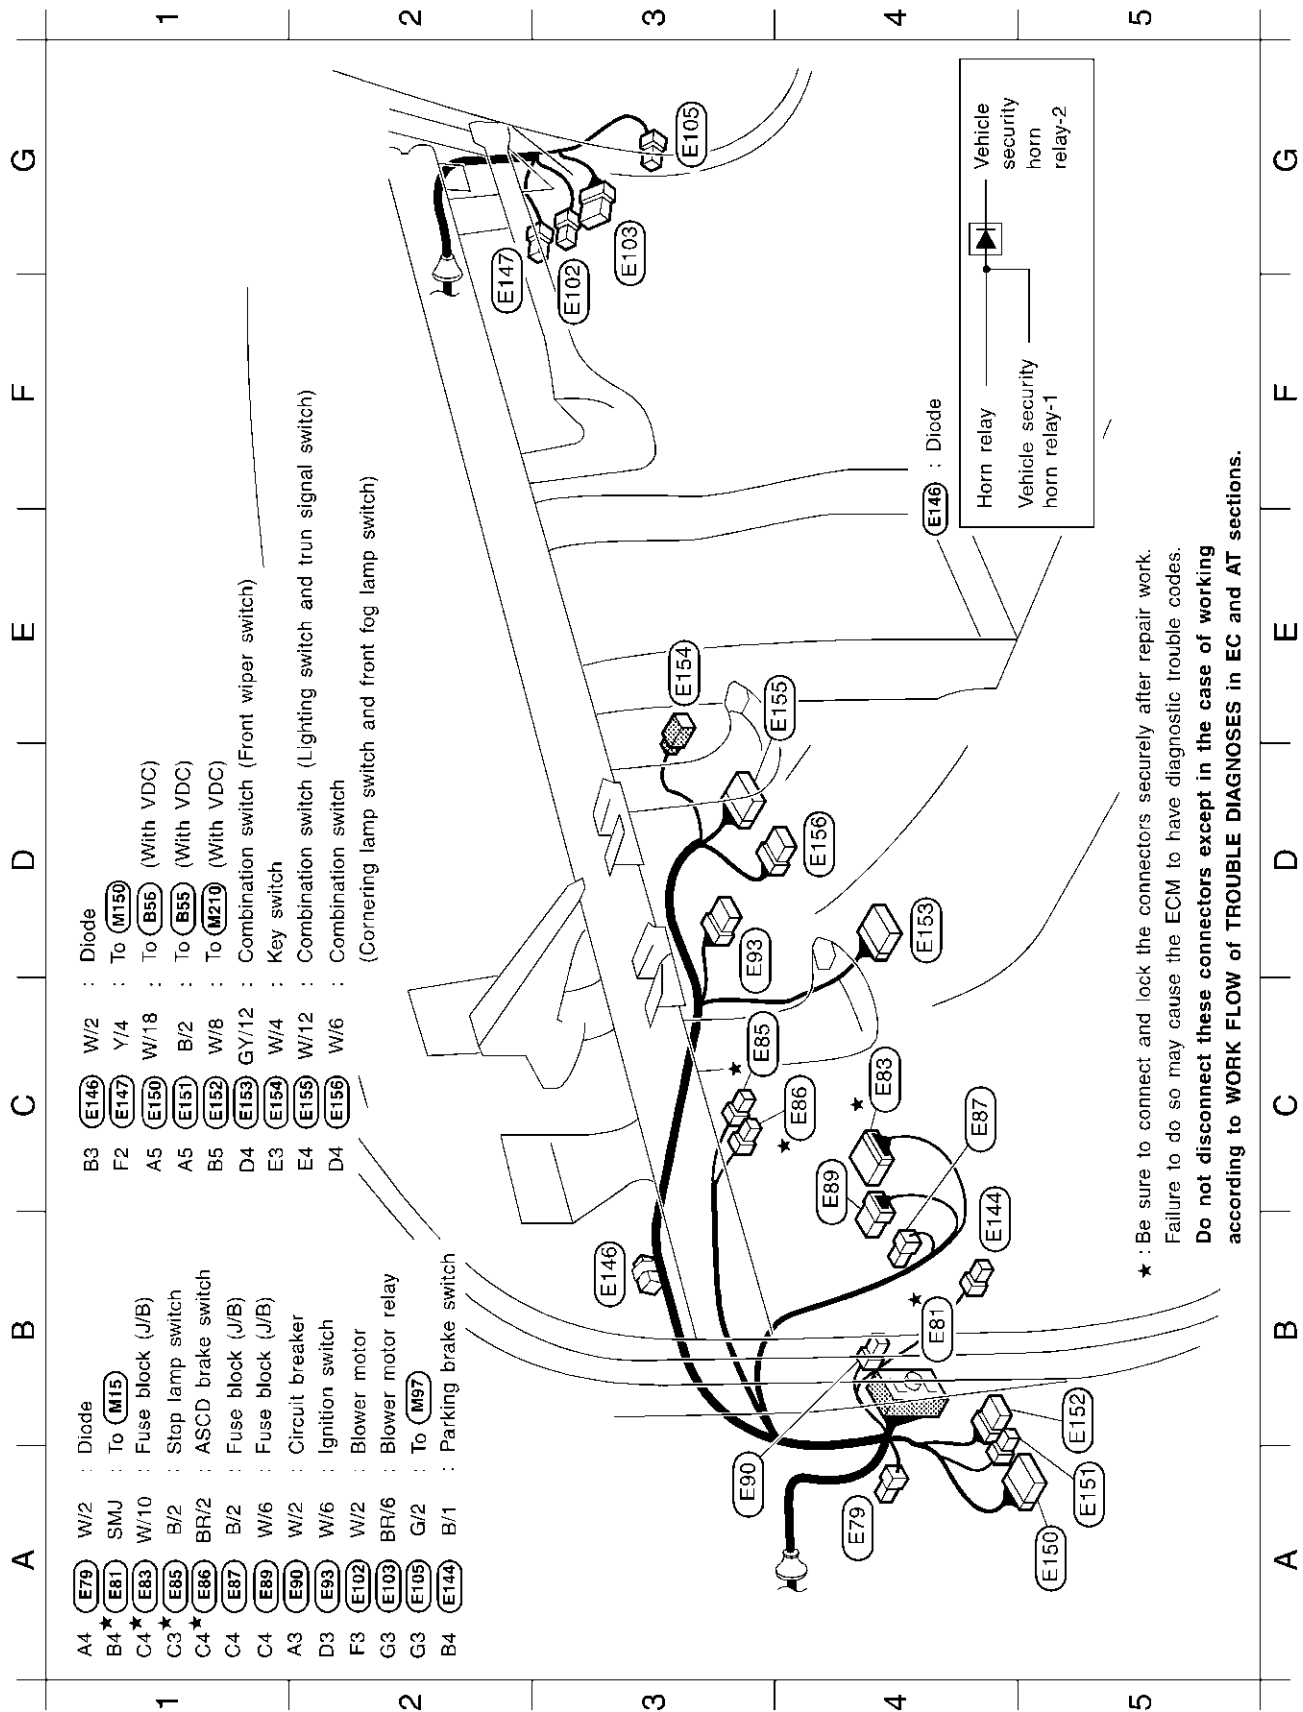 A B C D E F G
1 2 3 4 5
A4 E79 W/2 : Diode
B4 ★ E81 SMJ : To M15
C4 ★ E83 W/10 : Fuse block (J/B)
C3 ★ E85 B/2 : Stop lamp switch
C4 ★ E86 BR/2 : ASCD brake switch
C4 E87 B/2 : Fuse block (J/B)
C4 E89 W/6 : Fuse block (J/B)
A3 E90 W/2 : Circuit breaker
D3 E93 W/6 : Ignition switch
F3 E102 W/2 : Blower motor
G3 E103 BR/6 : Blower motor relay
G3 E105 G/2 : To M97
B4 E144 B/1 : Parking brake switch
B3 E146 W/2 : Diode
F2 E147 Y/4 : To M150
A5 E150 W/18 : To B56 (With VDC)
A5 E151 B/2 : To B55 (With VDC)
B5 E152 W/8 : To M210 (With VDC)
D4 E153 GY/12 : Combination switch (Front wiper switch)
E3 E154 W/4 : Key switch
E4 E155 W/12 : Combination switch (Lighting switch and trun signal switch)
D4 E156 W/6 : Combination switch
(Cornering lamp switch and front fog lamp switch)
E147
E102
E103
E105
E154
E155
E156
E93
E153
E85 ★
E86 ★
E83 ★
E89
E87
E144
E146
E81 ★
E90
E79
E152
E151
E150
E146 : Diode
Horn relay
Vehicle security
horn relay-1
Vehicle
security
horn
relay-2
★ : Be sure to connect and lock the connectors securely after repair work.
Failure to do so may cause the ECM to have diagnostic trouble codes.
Do not disconnect these connectors except in the case of working
according to WORK FLOW of TROUBLE DIAGNOSES in EC and AT sections.
A B C D E F G
1 2 3 4 5